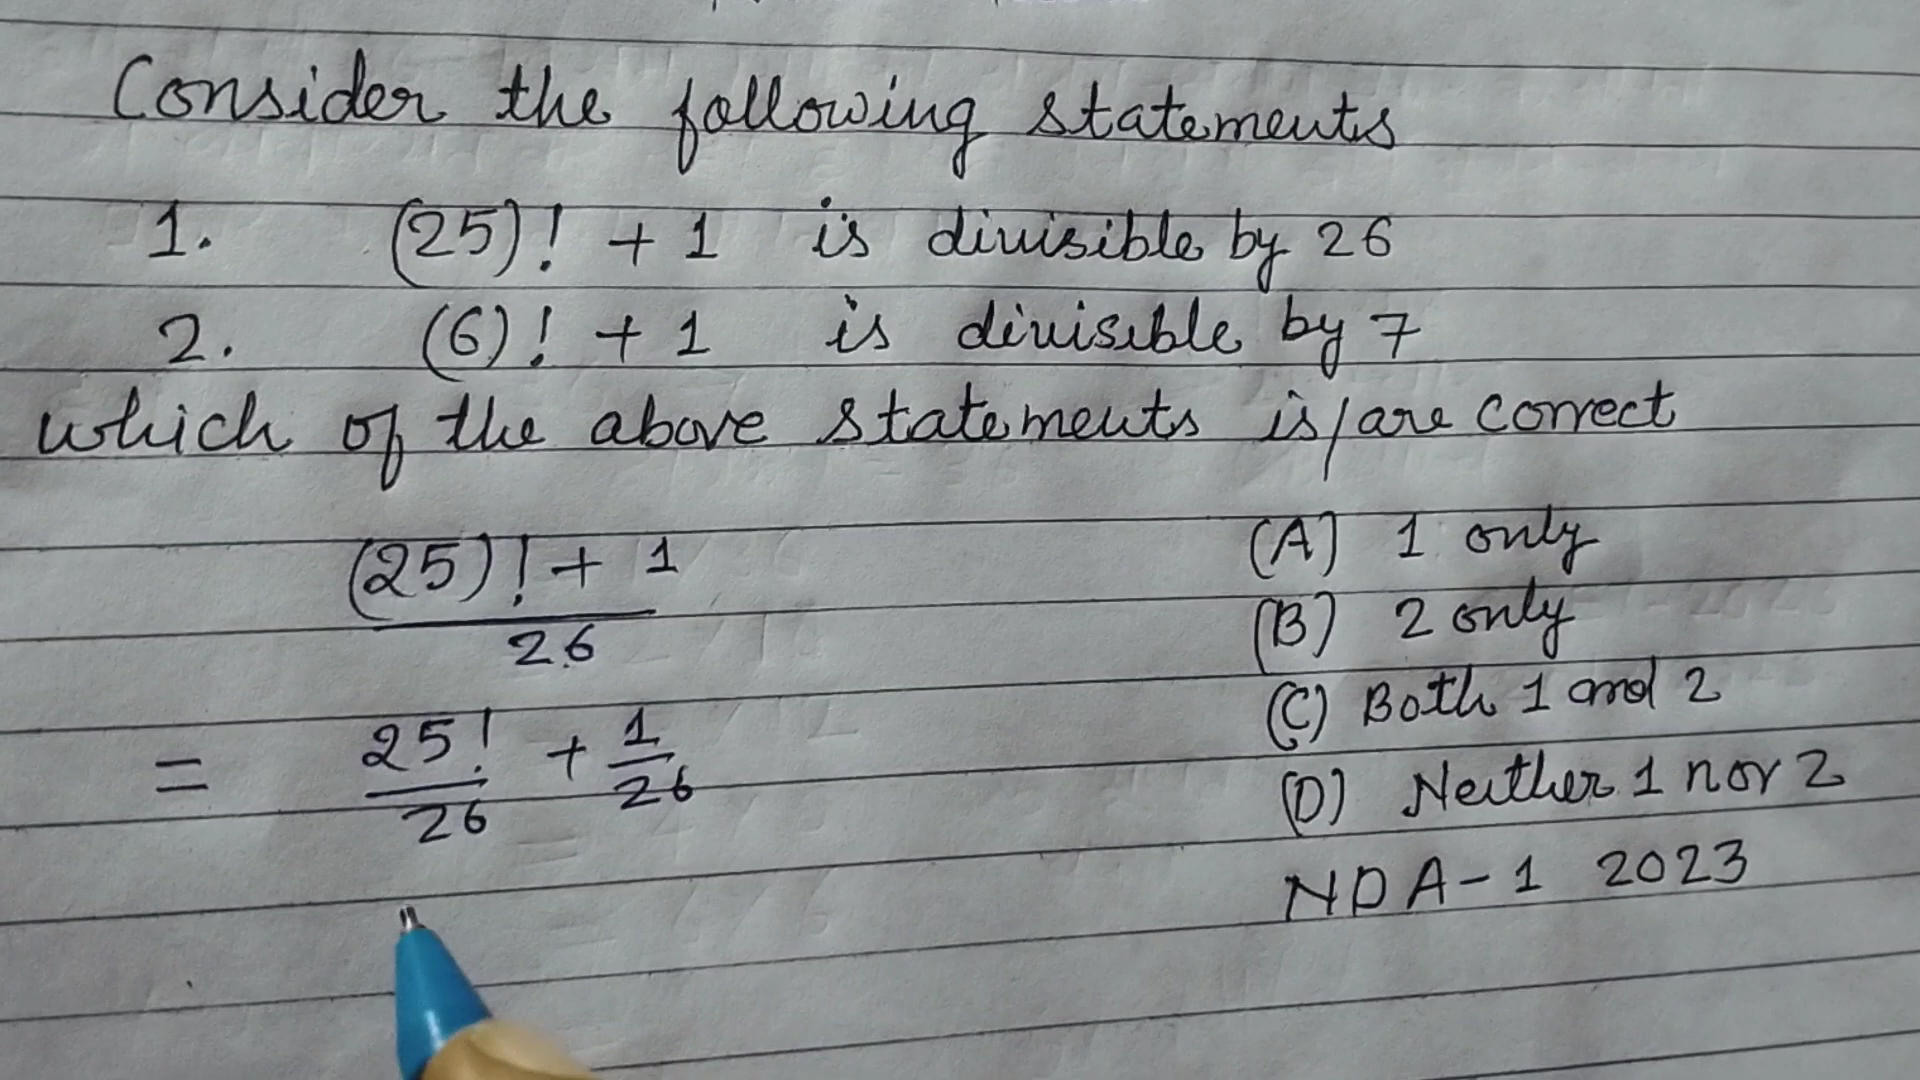 Consider the following statements
1. (25)! + 1 is divisible by 26
2. (6)! + 1 is divisible by 7
which of the above statements is/are correct
(25)! + 1
26
= 25! + 1
26 26
(A) 1 only
(B) 2 only
(C) Both 1 and 2
(D) Neither 1 nor 2
NDA-1 2023